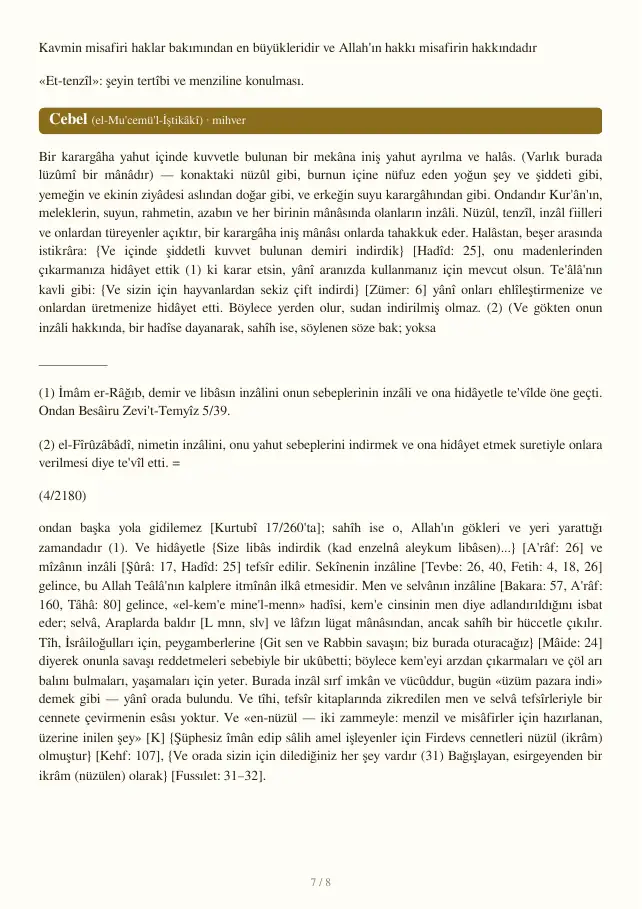 Kavmin misafiri haklar bakımından en büyükleridir ve Allah'ın hakkı misafirin hakkındadır
«Et-tenzîl»: şeyin tertîbi ve menziline konulması.
Cebel (el-Mu'cemü'l-İştikâkî) · mihver
Bir karargâha yahut içinde kuvvetle bulunan bir mekâna iniş yahut ayrılma ve halâs. (Varlık burada
lüzûmî bir mânâdır) — konaktaki nüzûl gibi, burnun içine nüfuz eden yoğun şey ve şiddeti gibi,
yemeğin ve ekinin ziyâdesi aslından doğar gibi, ve erkeğin suyu karargâhından gibi. Ondandır Kur'ân'ın,
meleklerin, suyun, rahmetin, azabın ve her birinin mânâsında olanların inzâli. Nüzûl, tenzîl, inzâl fiilleri
ve onlardan türeyenler açıktır, bir karargâha iniş mânâsı onlarda tahakkuk eder. Halâstan, beşer arasında
istikrâra: {Ve içinde şiddetli kuvvet bulunan demiri indirdik} [Hadîd: 25], onu madenlerinden
çıkarmanıza hidâyet ettik (1) ki karar etsin, yânî aranızda kullanmanız için mevcut olsun. Te'âlâ'nın
kavli gibi: {Ve sizin için hayvanlardan sekiz çift indirdi} [Zümer: 6] yânî onları ehlîleştirmenize ve
onlardan üretmenize hidâyet etti. Böylece yerden olur, sudan indirilmiş olmaz. (2) (Ve gökten onun
inzâli hakkında, bir hadîse dayanarak, sahîh ise, söylenen söze bak; yoksa
(1) İmâm er-Râğıb, demir ve libâsın inzâlini onun sebeplerinin inzâli ve ona hidâyetle te'vîlde öne geçti.
Ondan Besâiru Zevi't-Temyîz 5/39.
(2) el-Fîrûzâbâdî, nimetin inzâlini, onu yahut sebeplerini indirmek ve ona hidâyet etmek suretiyle onlara
verilmesi diye te'vîl etti. =
(4/2180)
ondan başka yola gidilemez [Kurtubî 17/260'ta]; sahîh ise o, Allah'ın gökleri ve yeri yarattığı
zamandadır (1). Ve hidâyetle {Size libâs indirdik (kad enzelnâ aleykum libâsen)...} [A'râf: 26] ve
mîzânın inzâli [Şûrâ: 17, Hadîd: 25] tefsîr edilir. Sekînenin inzâline [Tevbe: 26, 40, Fetih: 4, 18, 26]
gelince, bu Allah Teâlâ'nın kalplere itmînân ilkâ etmesidir. Men ve selvânın inzâline [Bakara: 57, A'râf:
160, Tâhâ: 80] gelince, «el-kem'e mine'l-menn» hadîsi, kem'e cinsinin men diye adlandırıldığını isbat
eder; selvâ, Araplarda baldır [L mnn, slv] ve lâfzın lügat mânâsından, ancak sahîh bir hüccetle çıkılır.
Tîh, İsrâiloğulları için, peygamberlerine {Git sen ve Rabbin savaşın; biz burada oturacağız} [Mâide: 24]
diyerek onunla savaşı reddetmeleri sebebiyle bir ukûbetti; böylece kem'eyi arzdan çıkarmaları ve çöl arı
balını bulmaları, yaşamaları için yeter. Burada inzâl sırf imkân ve vücûddur, bugün «üzüm pazara indi»
demek gibi — yânî orada bulundu. Ve tîhi, tefsîr kitaplarında zikredilen men ve selvâ tefsîrleriyle bir
cennete çevirmenin esâsı yoktur. Ve «en-nüzül — iki zammeyle: menzil ve misâfirler için hazırlanan,
üzerine inilen şey» [K] {Şüphesiz îmân edip sâlih amel işleyenler için Firdevs cennetleri nüzül (ikrâm)
olmuştur} [Kehf: 107], {Ve orada sizin için dilediğiniz her şey vardır (31) Bağışlayan, esirgeyenden bir
ikrâm (nüzülen) olarak} [Fussılet: 31–32].
7 / 8